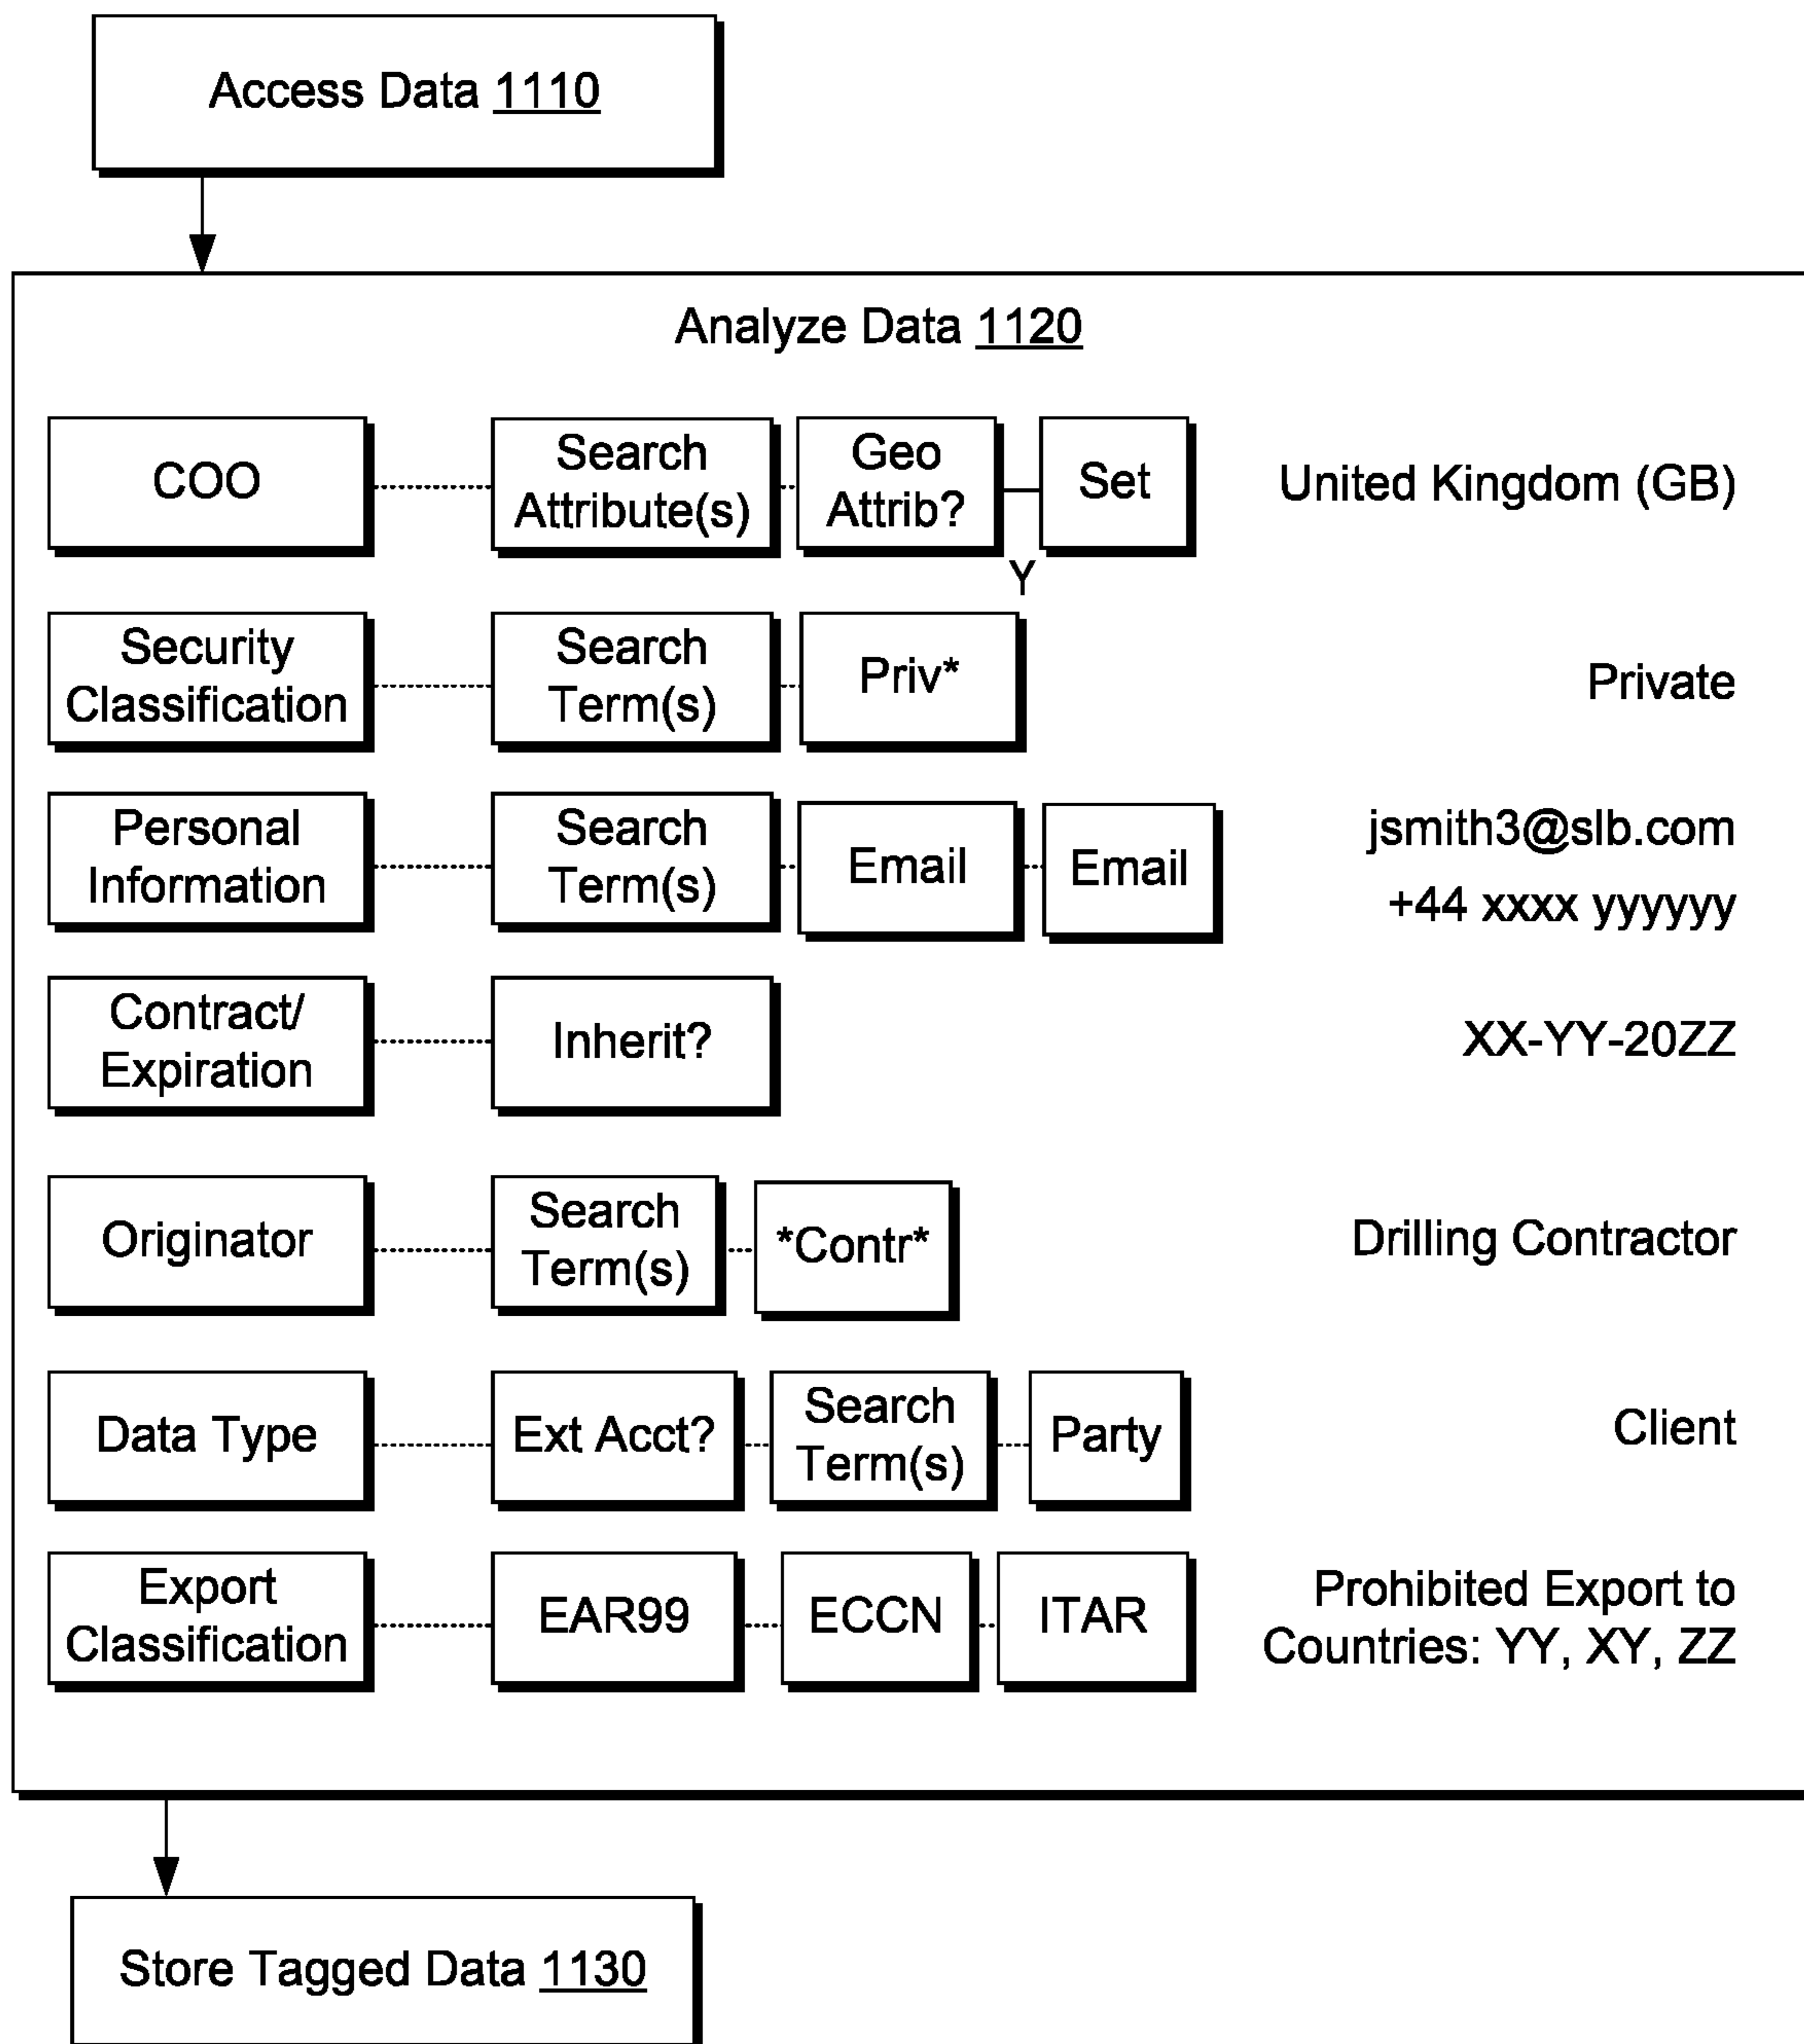 Access Data 1110
Analyze Data 1120
COO
Search
Attribute(s)
Geo
Attrib?
Y
Set
United Kingdom (GB)
Security
Classification
Search
Term(s)
Priv*
Private
Personal
Information
Search
Term(s)
Email
Email
jsmith3@slb.com
+44 xxxx yyyyyy
Contract/
Expiration
Inherit?
XX-YY-20ZZ
Originator
Search
Term(s)
*Contr*
Drilling Contractor
Data Type
Ext Acct?
Search
Term(s)
Party
Client
Export
Classification
EAR99
ECCN
ITAR
Prohibited Export to
Countries: YY, XY, ZZ
Store Tagged Data 1130